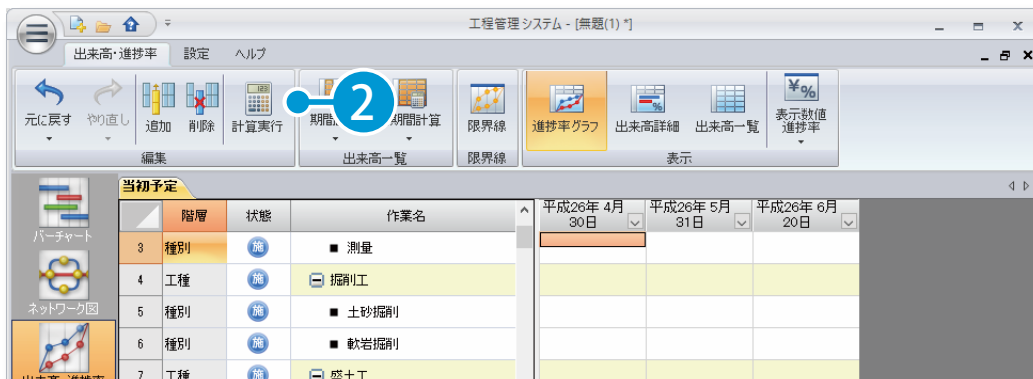 工程管理システム - [無題(1) *]
出来高・進捗率 設定 ヘルプ
元に戻す やり直し 追加 削除 計算実行 2 期間計算 限界線 進捗率グラフ 出来高詳細 出来高一覧 表示数値
進捗率
編集 出来高一覧 限界線 表示
当初予定
バーチャート
ネットワーク図
出来高・進捗率
階層 状態 作業名 平成26年 4月
30日 平成26年 5月
31日 平成26年 6月
20日
3 種別 施 ■ 測量
4 工種 施 掘削工
5 種別 施 ■ 土砂掘削
6 種別 施 ■ 軟岩掘削
7 工種 施 盛土工